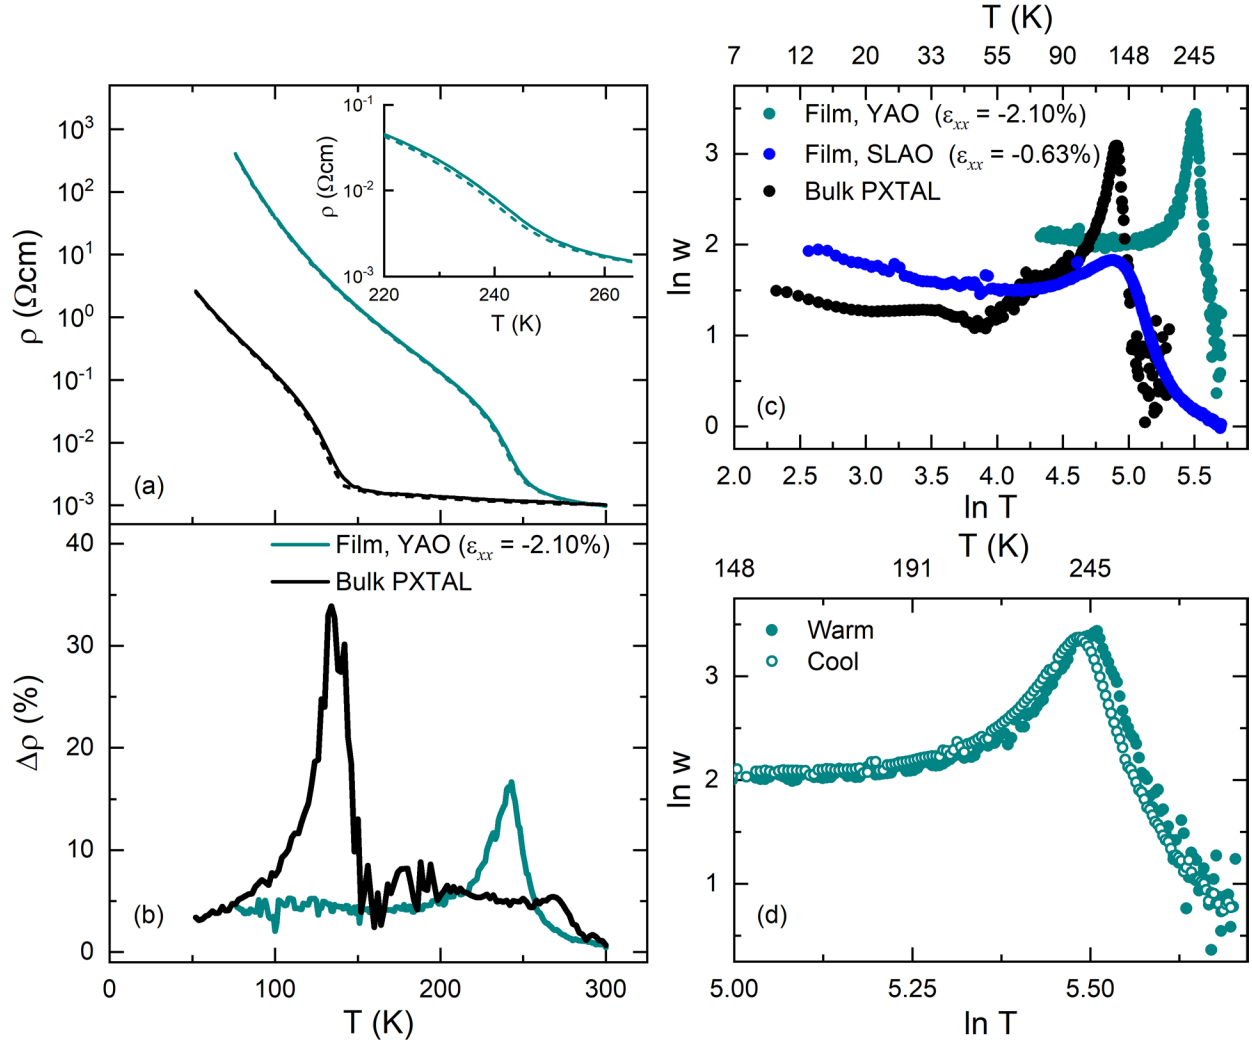 10³
10²
10¹
10⁰
10⁻¹
10⁻²
10⁻³
ρ (Ωcm)
(a)
10⁻¹
10⁻²
10⁻³
ρ (Ωcm)
220 240 260
T (K)
40
30
20
10
0
Δρ (%)
Film, YAO (εxx = -2.10%)
Bulk PXTAL
(b)
0 100 200 300
T (K)
T (K)
7 12 20 33 55 90 148 245
Film, YAO (εxx = -2.10%)
Film, SLAO (εxx = -0.63%)
Bulk PXTAL
3
2
1
0
ln w
(c)
2.0 2.5 3.0 3.5 4.0 4.5 5.0 5.5
ln T
T (K)
148 191 245
Warm
Cool
3
2
1
ln w
(d)
5.00 5.25 5.50
ln T